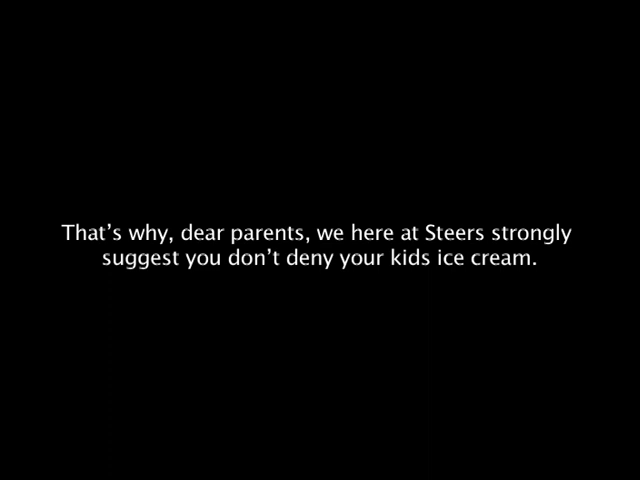 That’s why, dear parents, we here at Steers strongly
suggest you don’t deny your kids ice cream.